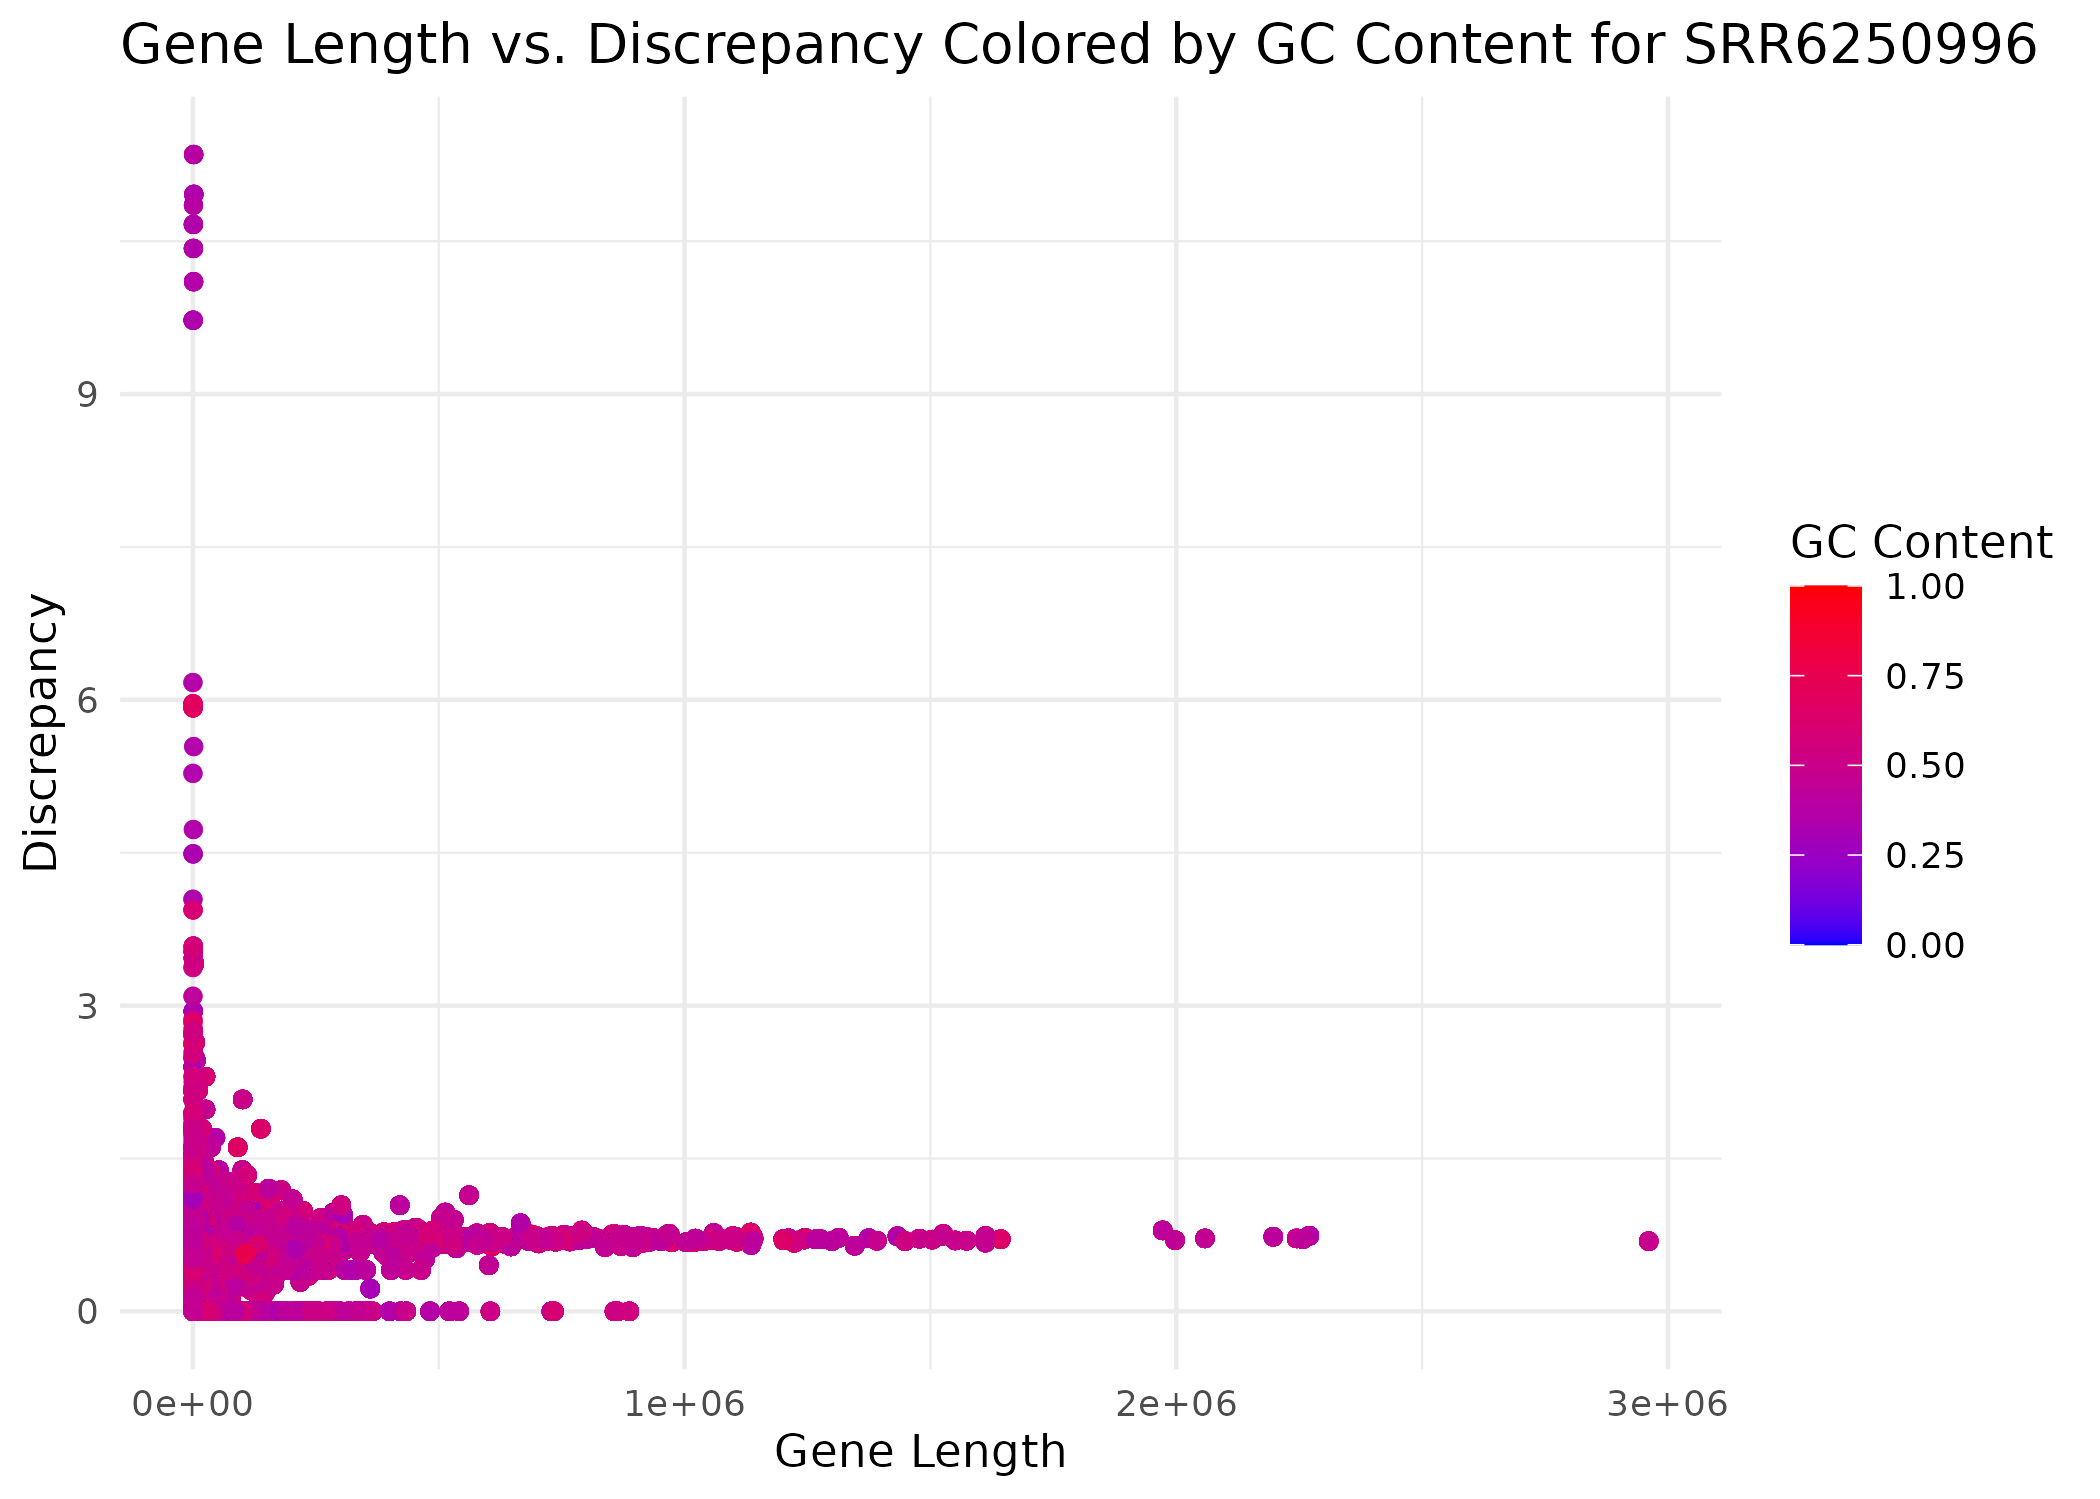 Gene Length vs. Discrepancy Colored by GC Content for SRR6250996
Discrepancy
9
6
3
0
0e+00
1e+06
2e+06
3e+06
Gene Length
GC Content
1.00
0.75
0.50
0.25
0.00